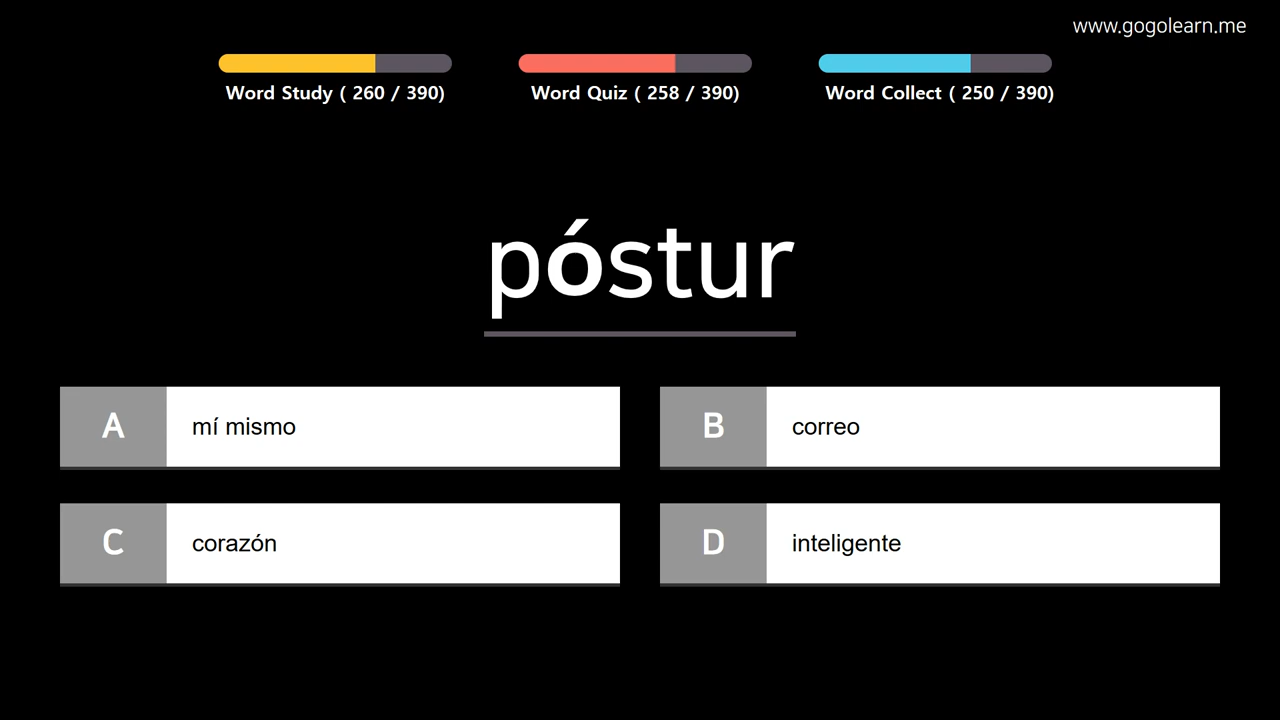 www.gogolearn.me
Word Study ( 260 / 390)
Word Quiz ( 258 / 390)
Word Collect ( 250 / 390)
póstur
A
mí mismo
B
correo
C
corazón
D
inteligente